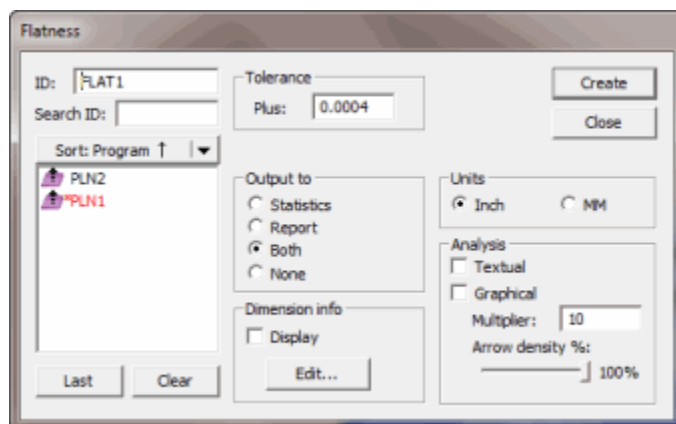 Flatness
ID: FLAT1
Search ID:
Sort: Program ↑
PLN2
*PLN1
Last
Clear
Tolerance
Plus: 0.0004
Output to
Statistics
Report
Both
None
Dimension info
Display
Edit...
Create
Close
Units
Inch
MM
Analysis
Textual
Graphical
Multiplier: 10
Arrow density %:
100%